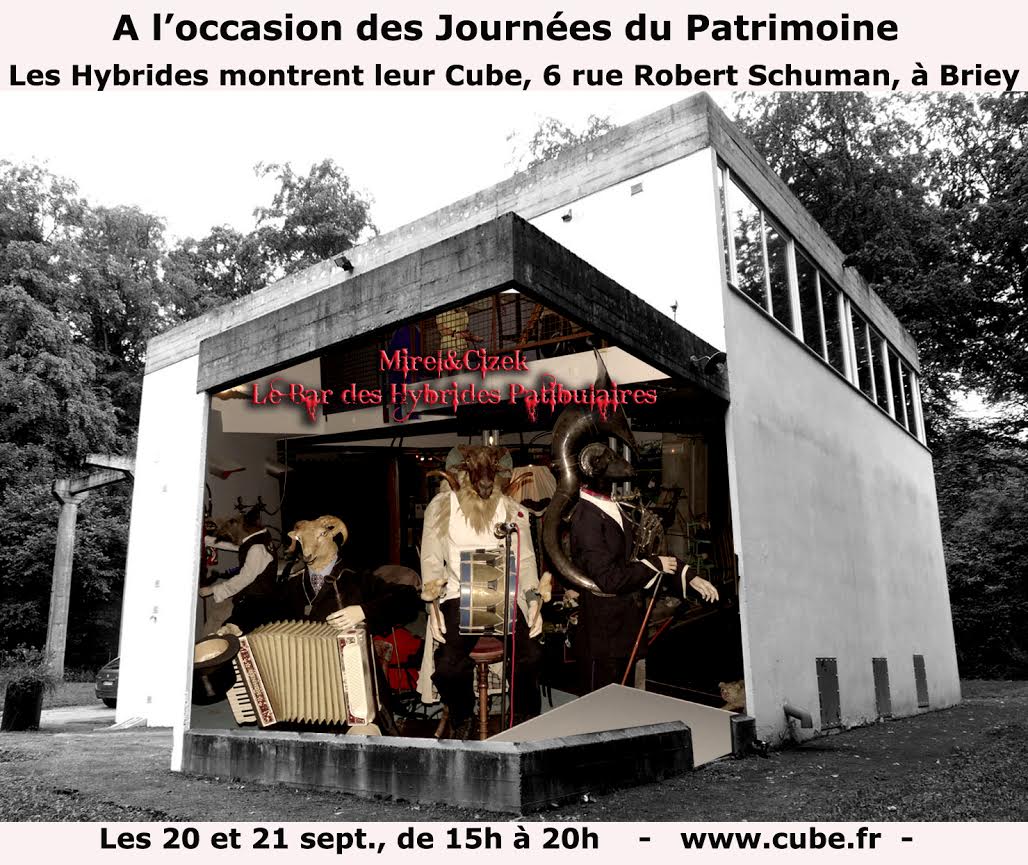 A l’occasion des Journées du Patrimoine
Les Hybrides montrent leur Cube, 6 rue Robert Schuman, à Briey
Mirel&Cizek
Le Bar des Hybrides Patibulaires
Les 20 et 21 sept., de 15h à 20h - www.cube.fr -